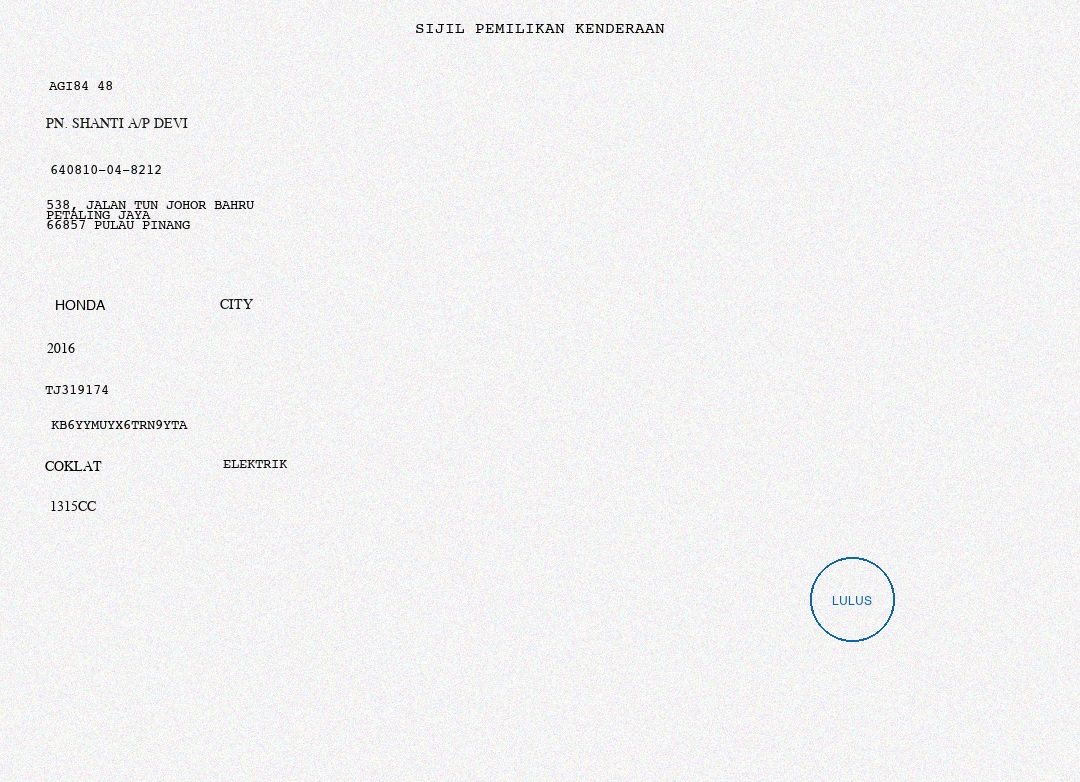 SIJIL PEMILIKAN KENDERAAN
AGI84 48
PN. SHANTI A/P DEVI
640810-04-8212
538, JALAN TUN JOHOR BAHRU
PETALING JAYA
66857 PULAU PINANG
HONDA CITY
2016
TJ319174
KB6YYMUYX6TRN9YTA
COKLAT ELEKTRIK
1315CC
LULUS